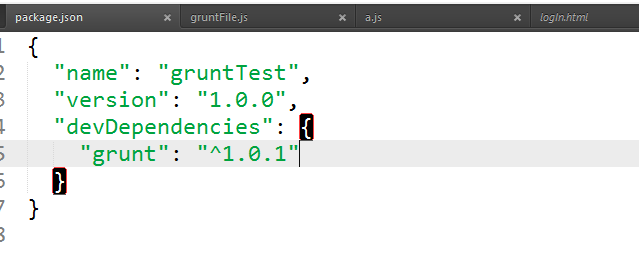 package.json × gruntFile.js × a.js × logIn.html
1 {
2 "name": "gruntTest",
3 "version": "1.0.0",
4 "devDependencies": {
5 "grunt": "^1.0.1"
6 }
7 }
8